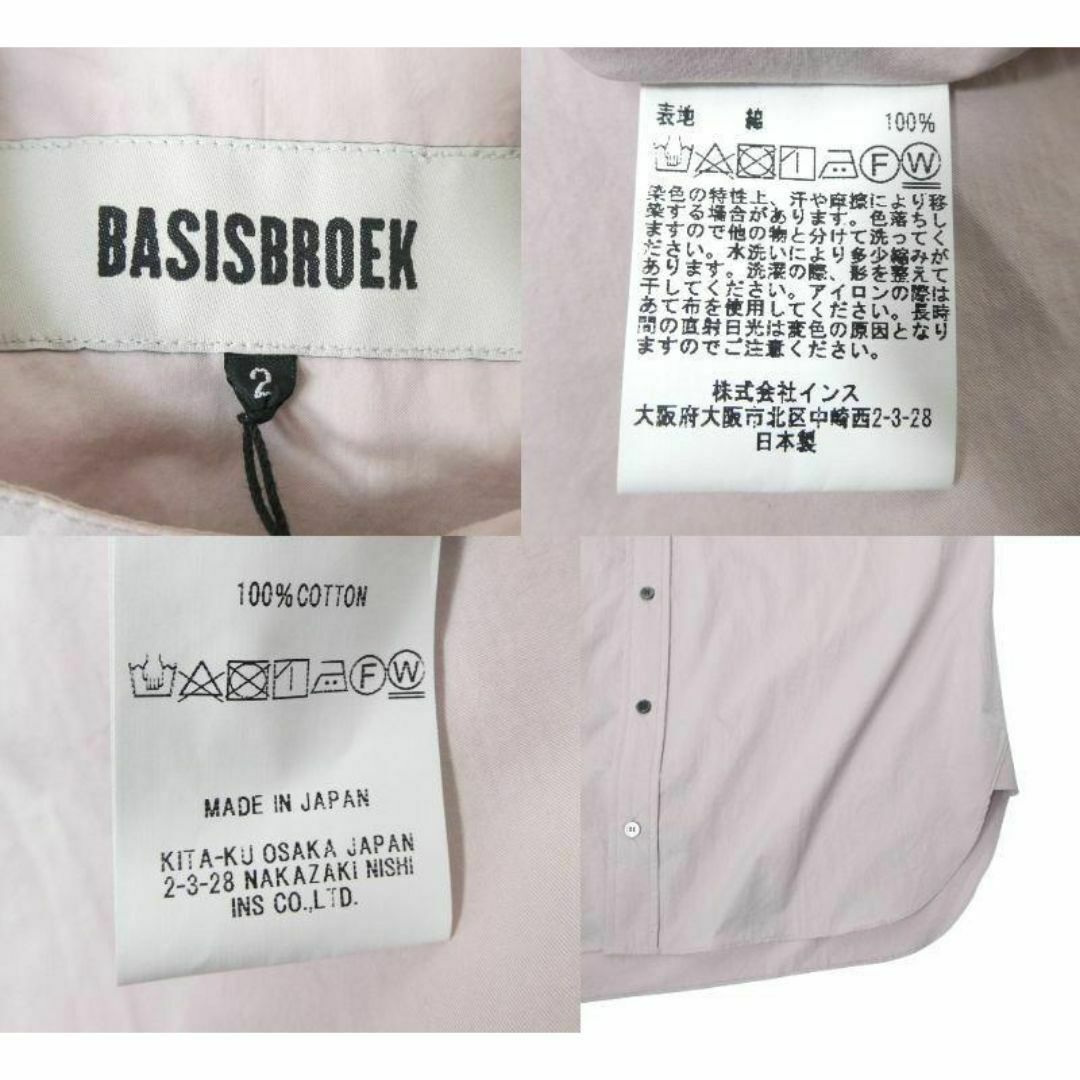 BASISBROEK
2
表地 綿 100%
F W
染色の特性上、汗や摩擦により移
染する場合があります。色落ちし
ますので他の物と分けて洗ってく
ださい。水洗いにより多少縮みが
あります。洗濯の際、形を整えて
干してください。アイロンの際は
あて布を使用してください。長時
間の直射日光は変色の原因となり
ますのでご注意ください。
株式会社インス
大阪府大阪市北区中崎西2-3-28
日本製
100%COTTON
F W
MADE IN JAPAN
KITA-KU OSAKA JAPAN
2-3-28 NAKAZAKI NISHI
INS CO.,LTD.